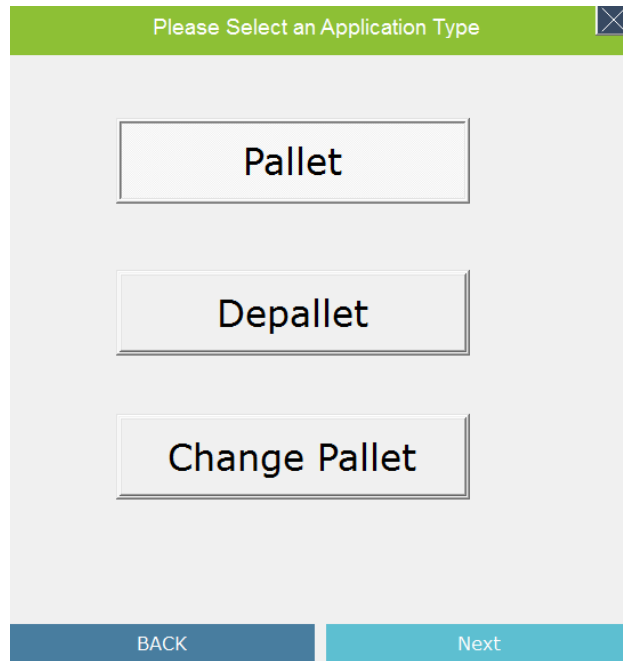 Please Select an Application Type
Pallet
Depallet
Change Pallet
BACK
Next